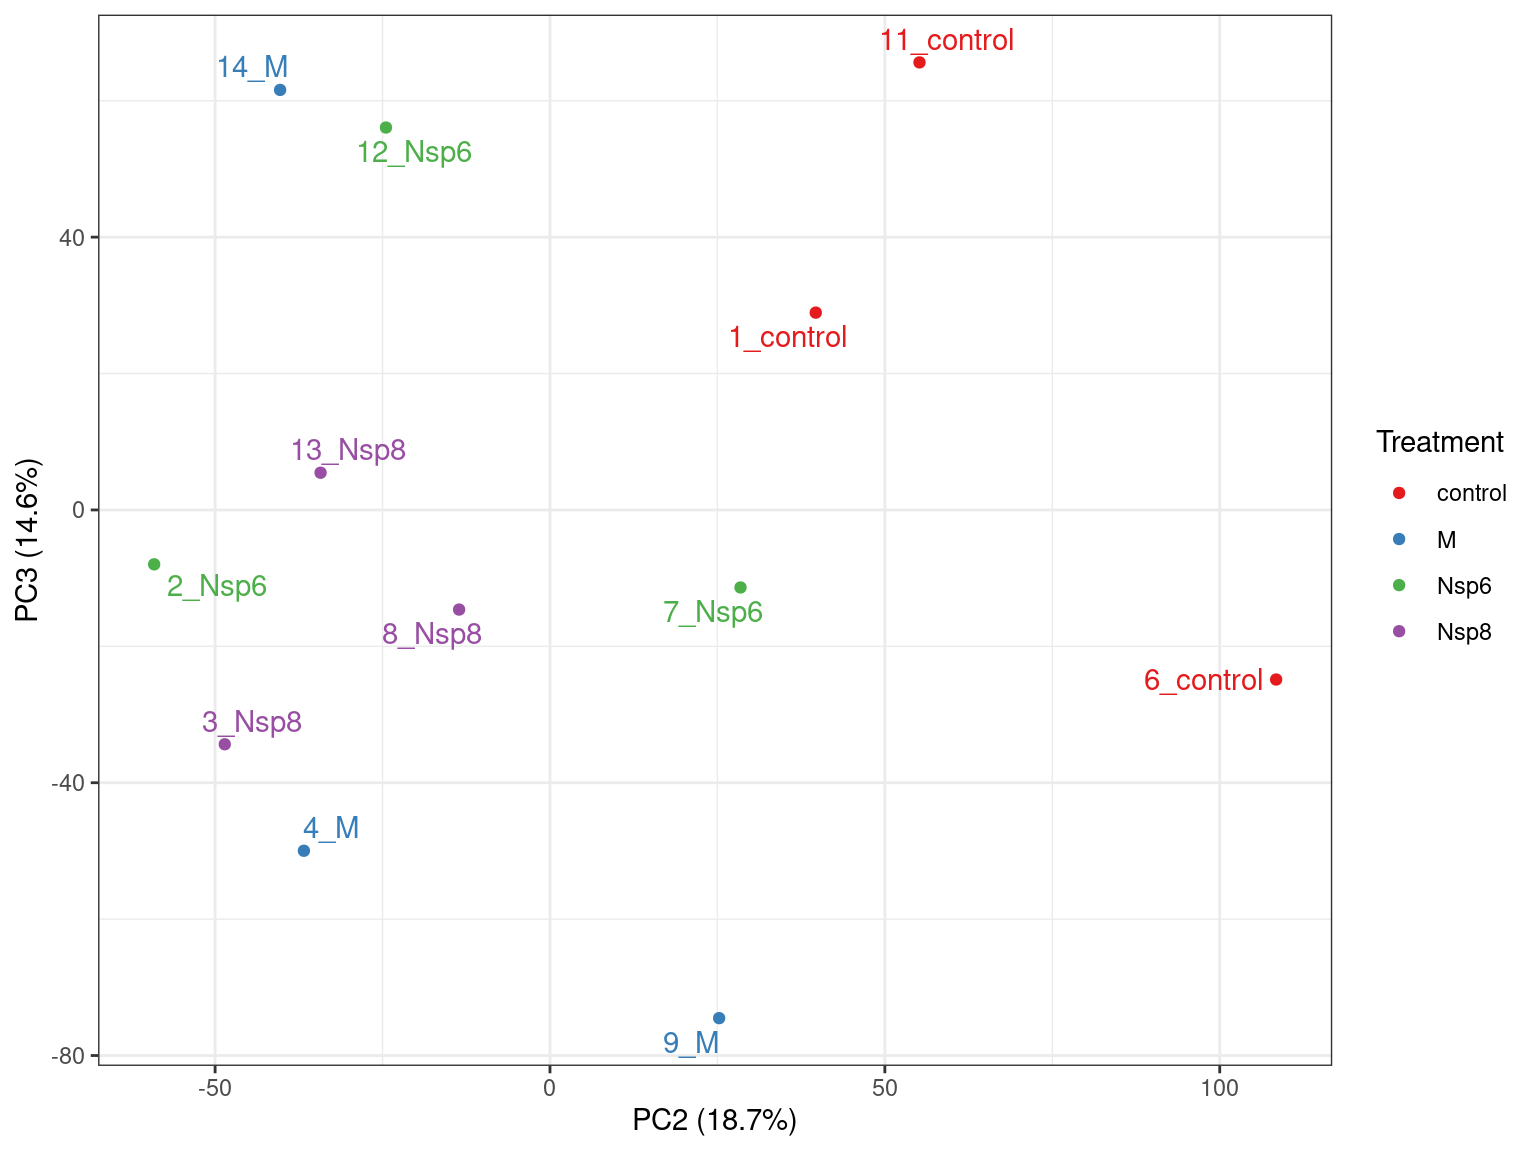 11_control
14_M
12_Nsp6
40
1_control
Treatment
13_Nsp8
control
PC3 (14.6%)
0
M
2_Nsp6
Nsp6
7_Nsp6
8_Nsp8
Nsp8
6_control
3_Nsp8
-40
4_M
9_M
-80
-50
0
50
100
PC2 (18.7%)